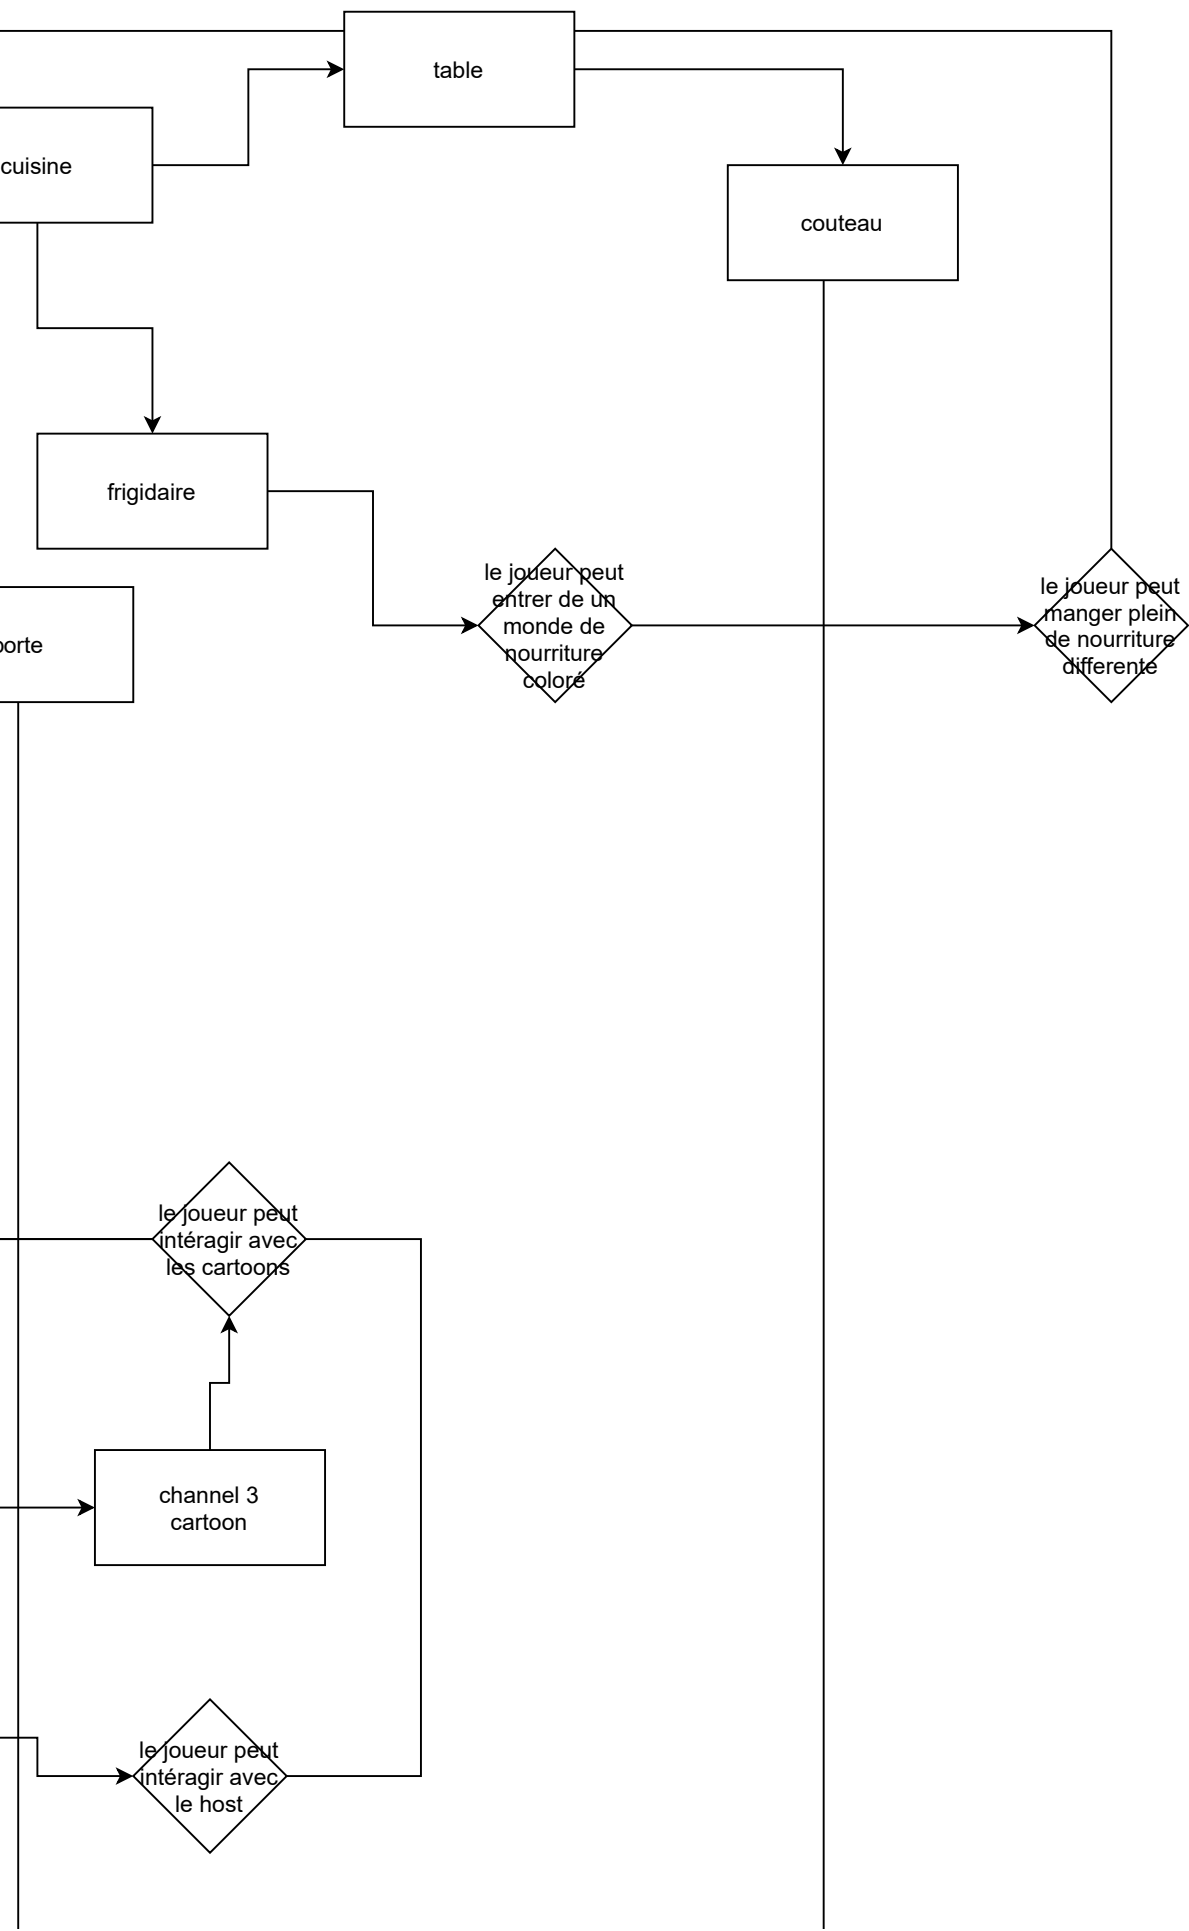 table
cuisine
couteau
frigidaire
le joueur peut
entrer de un
monde de
nourriture
coloré
le joueur peut
manger plein
de nourriture
differente
porte
le joueur peut
intéragir avec
les cartoons
channel 3
cartoon
le joueur peut
intéragir avec
le host